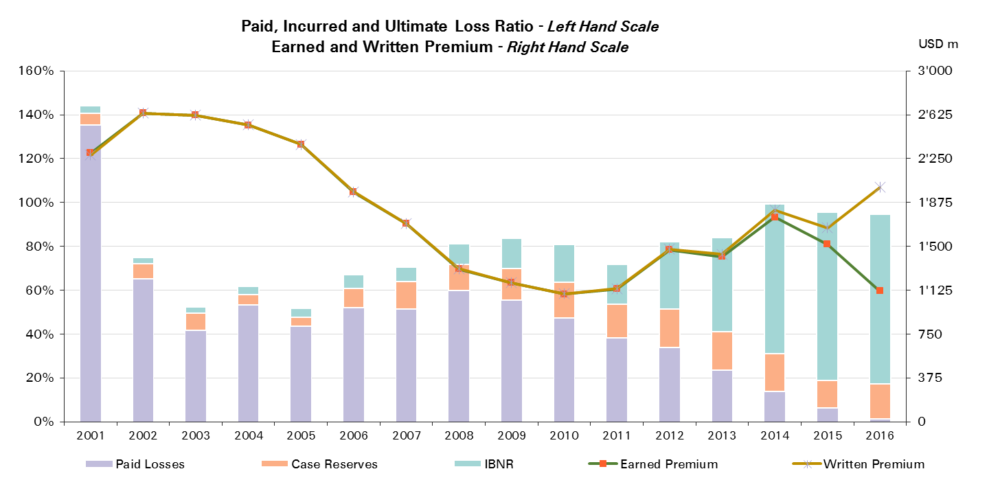 Paid, Incurred and Ultimate Loss Ratio - Left Hand Scale
Earned and Written Premium - Right Hand Scale
USD m
160% 3'000
140% 2'625
120% 2'250
100% 1'875
80% 1'500
60% 1'125
40% 750
20% 375
0% 0
2001 2002 2003 2004 2005 2006 2007 2008 2009 2010 2011 2012 2013 2014 2015 2016
Paid Losses Case Reserves IBNR Earned Premium Written Premium